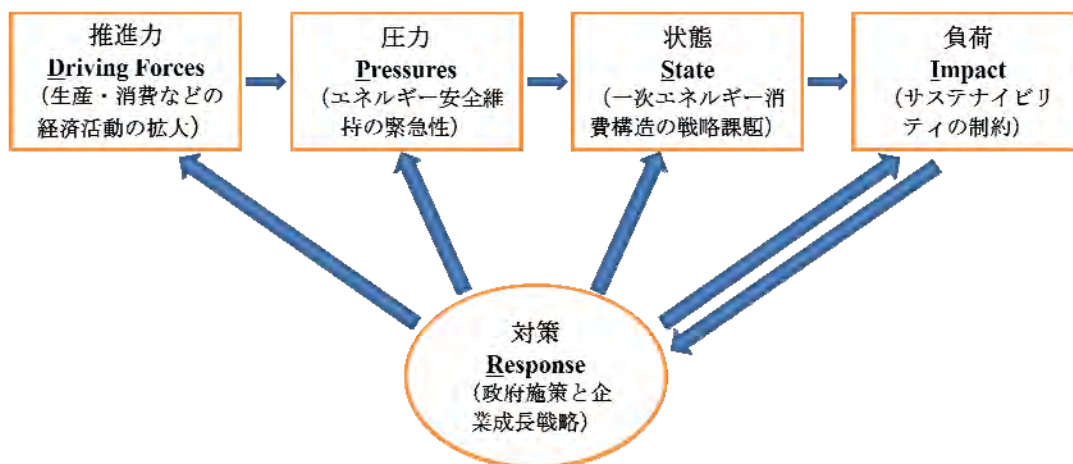 推進力
Driving Forces
（生産・消費などの
経済活動の拡大）
圧力
Pressures
（エネルギー安全維
持の緊急性）
状態
State
（一次エネルギー消
費構造の戦略課題）
負荷
Impact
（サステナイビリ
ティの制約）
対策
Response
（政府施策と企
業成長戦略）